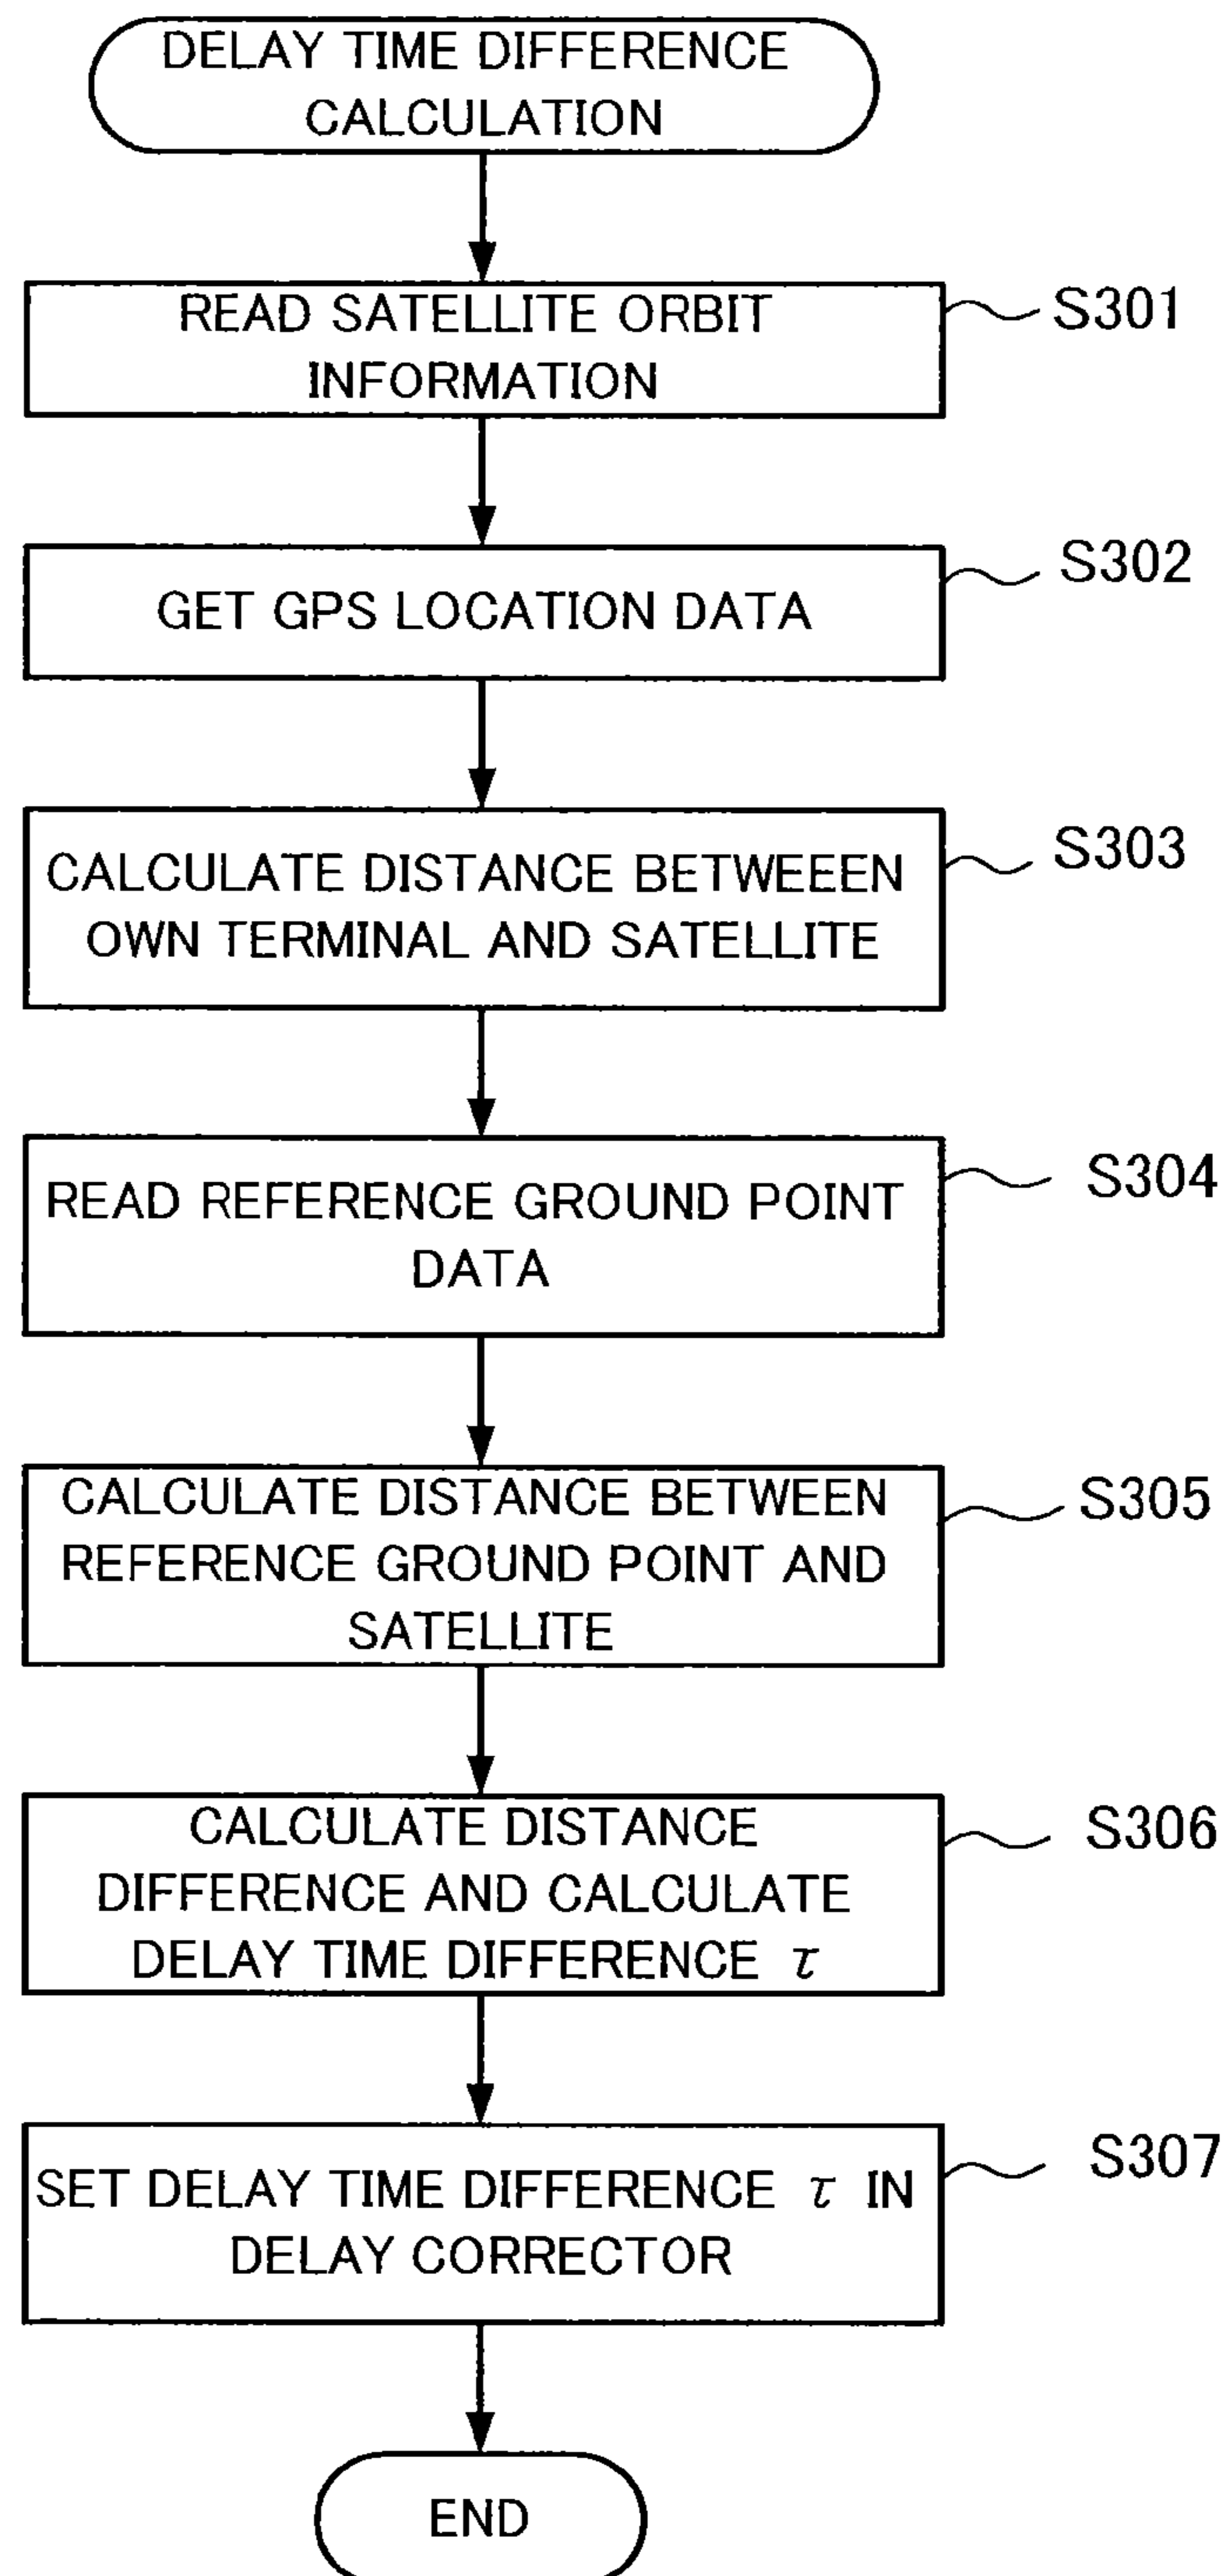 DELAY TIME DIFFERENCE
CALCULATION
READ SATELLITE ORBIT
INFORMATION
S301
GET GPS LOCATION DATA
S302
CALCULATE DISTANCE BETWEEEN
OWN TERMINAL AND SATELLITE
S303
READ REFERENCE GROUND POINT
DATA
S304
CALCULATE DISTANCE BETWEEN
REFERENCE GROUND POINT AND
SATELLITE
S305
CALCULATE DISTANCE
DIFFERENCE AND CALCULATE
DELAY TIME DIFFERENCE τ
S306
SET DELAY TIME DIFFERENCE τ IN
DELAY CORRECTOR
S307
END